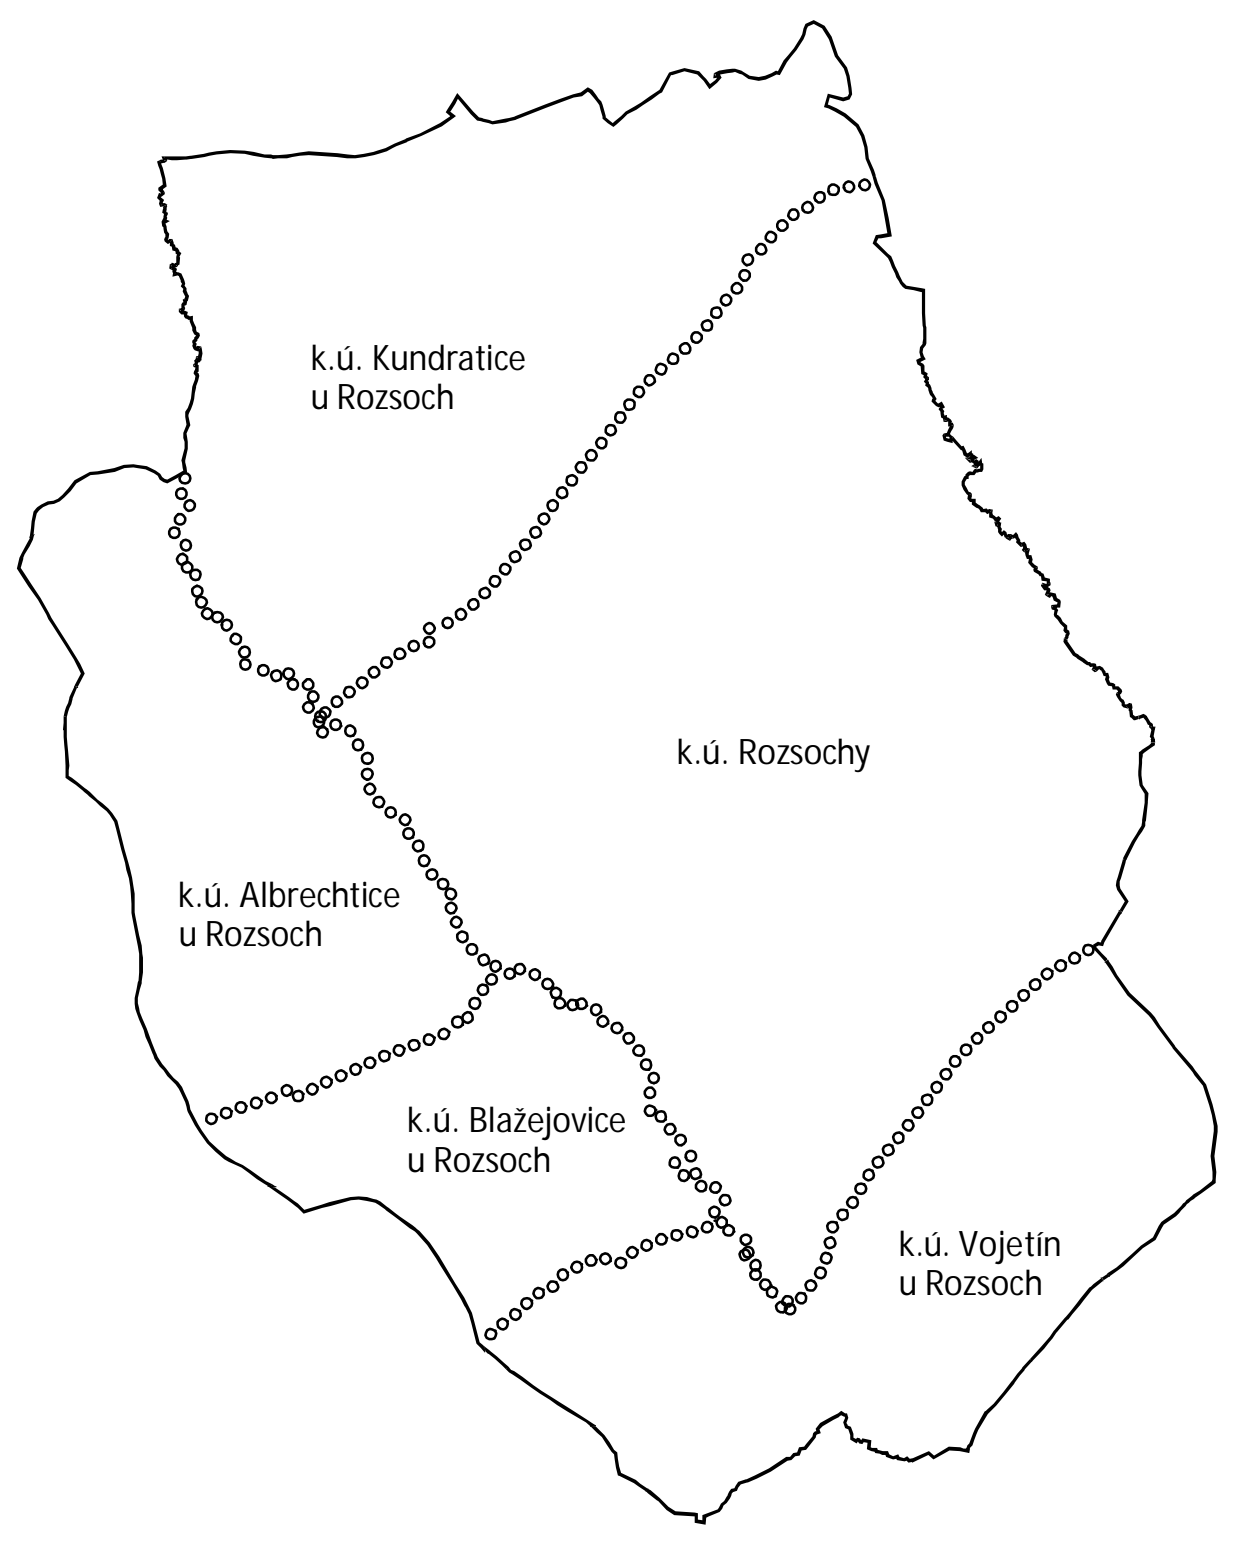 k.ú. Kundratice
u Rozsoch
k.ú. Rozsochy
k.ú. Albrechtice
u Rozsoch
k.ú. Blažejovice
u Rozsoch
k.ú. Vojetín
u Rozsoch